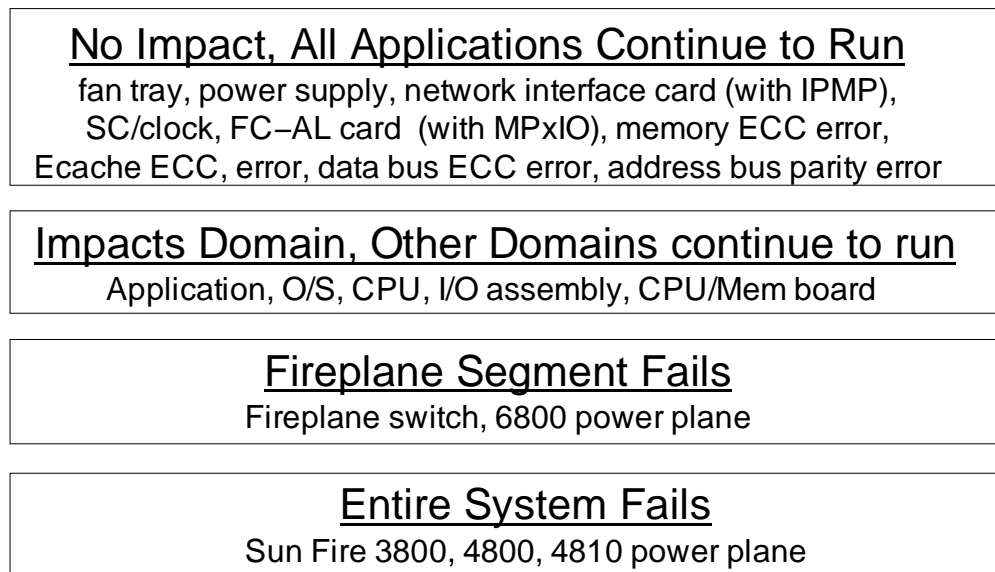 No Impact, All Applications Continue to Run
fan tray, power supply, network interface card (with IPMP),
SC/clock, FC–AL card (with MPxIO), memory ECC error,
Ecache ECC, error, data bus ECC error, address bus parity error
Impacts Domain, Other Domains continue to run
Application, O/S, CPU, I/O assembly, CPU/Mem board
Fireplane Segment Fails
Fireplane switch, 6800 power plane
Entire System Fails
Sun Fire 3800, 4800, 4810 power plane